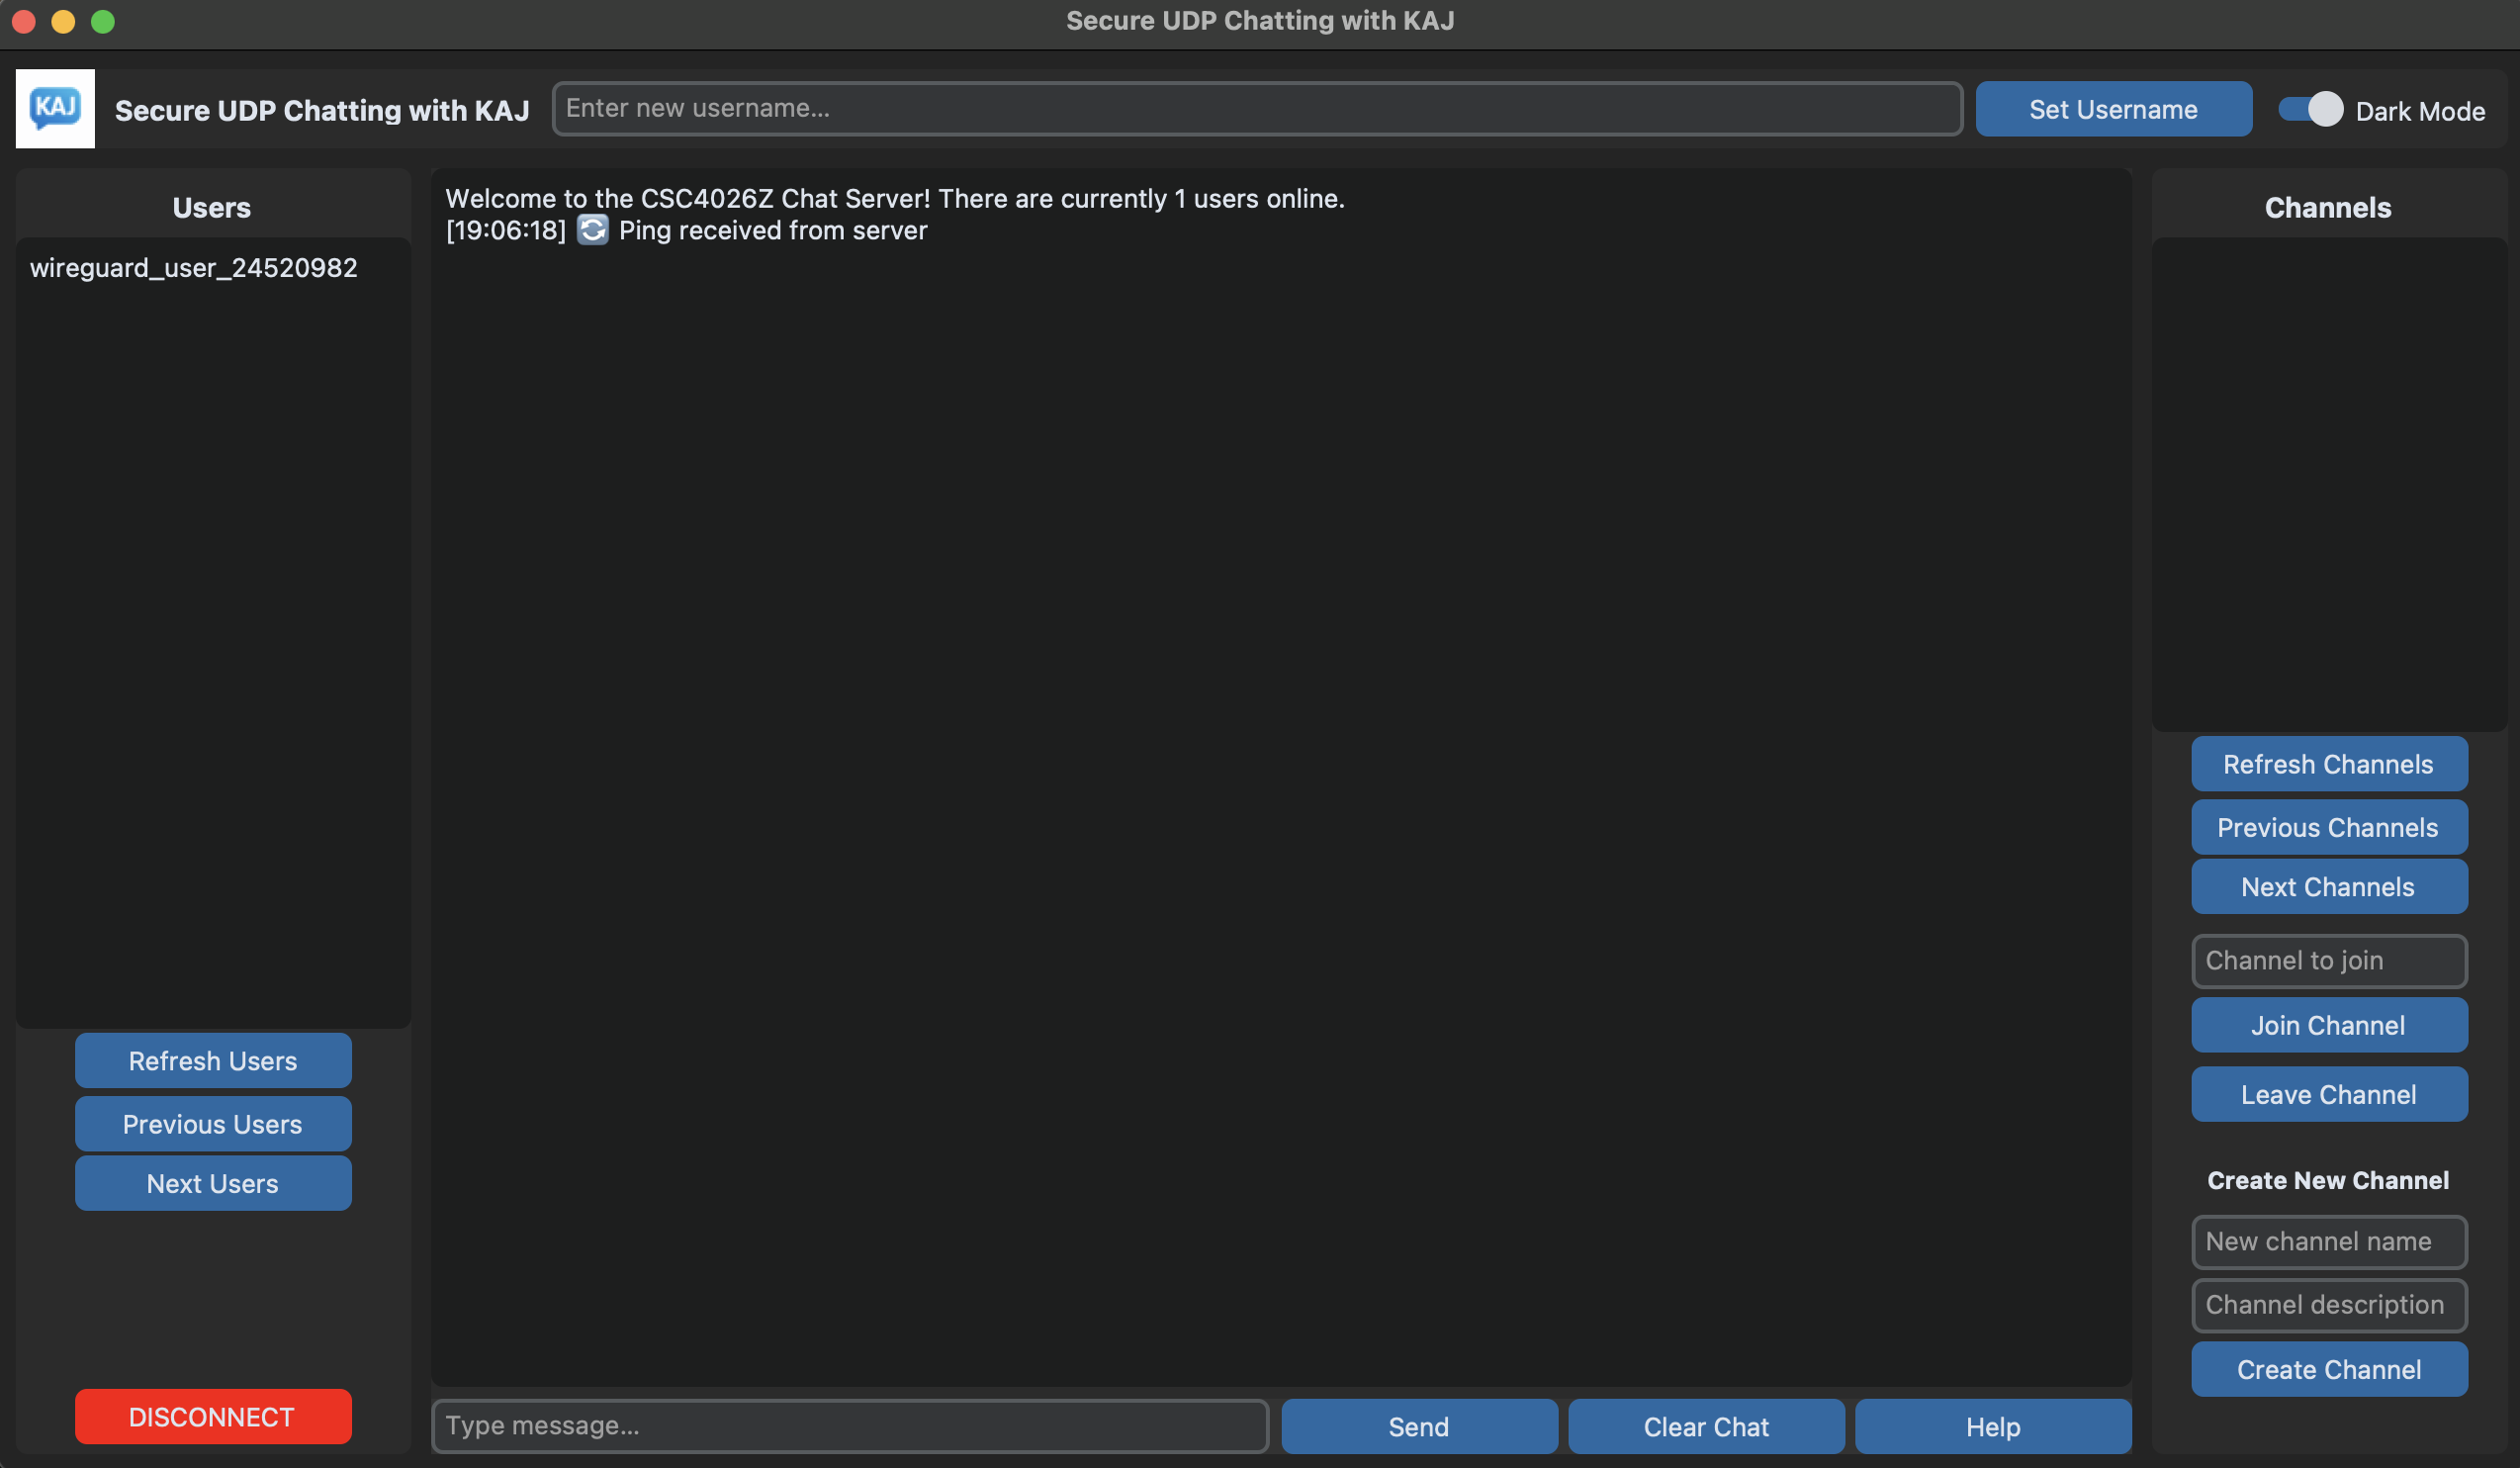 Secure UDP Chatting with KAJ
KAJ
Secure UDP Chatting with KAJ
Enter new username...
Set Username
Dark Mode
Users
wireguard_user_24520982
Refresh Users
Previous Users
Next Users
DISCONNECT
Welcome to the CSC4026Z Chat Server! There are currently 1 users online.
[19:06:18] 🔄 Ping received from server
Type message...
Send
Clear Chat
Help
Channels
Refresh Channels
Previous Channels
Next Channels
Channel to join
Join Channel
Leave Channel
Create New Channel
New channel name
Channel description
Create Channel